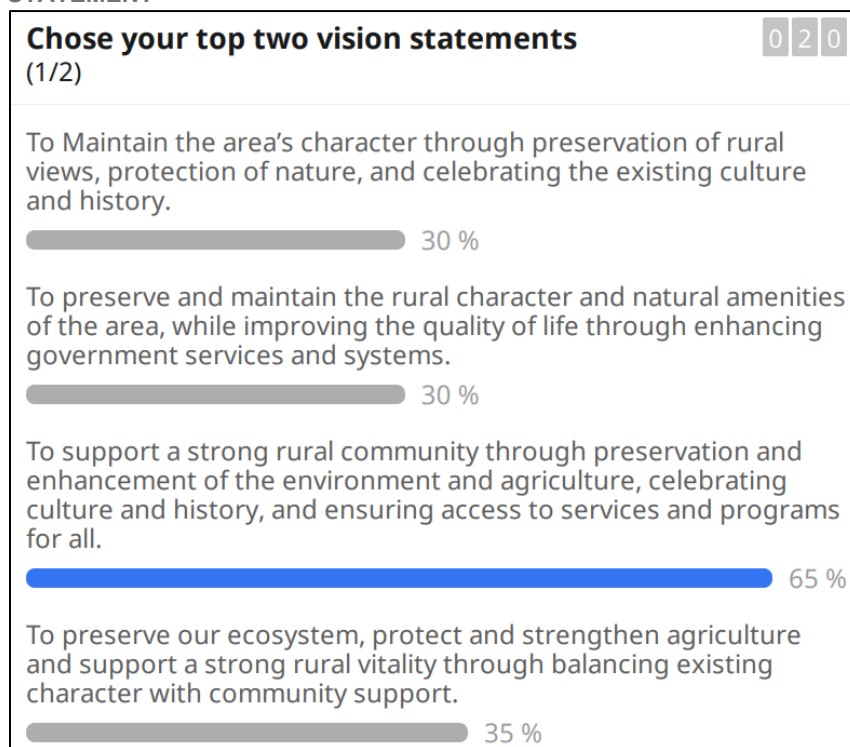 STATEMENT
Chose your top two vision statements
020
(1/2)
To Maintain the area's character through preservation of rural
views, protection of nature, and celebrating the existing culture
and history.
30 %
To preserve and maintain the rural character and natural amenities
of the area, while improving the quality of life through enhancing
government services and systems.
30 %
To support a strong rural community through preservation and
enhancement of the environment and agriculture, celebrating
culture and history, and ensuring access to services and programs
for all.
65 %
To preserve our ecosystem, protect and strengthen agriculture
and support a strong rural vitality through balancing existing
character with community support.
35 %